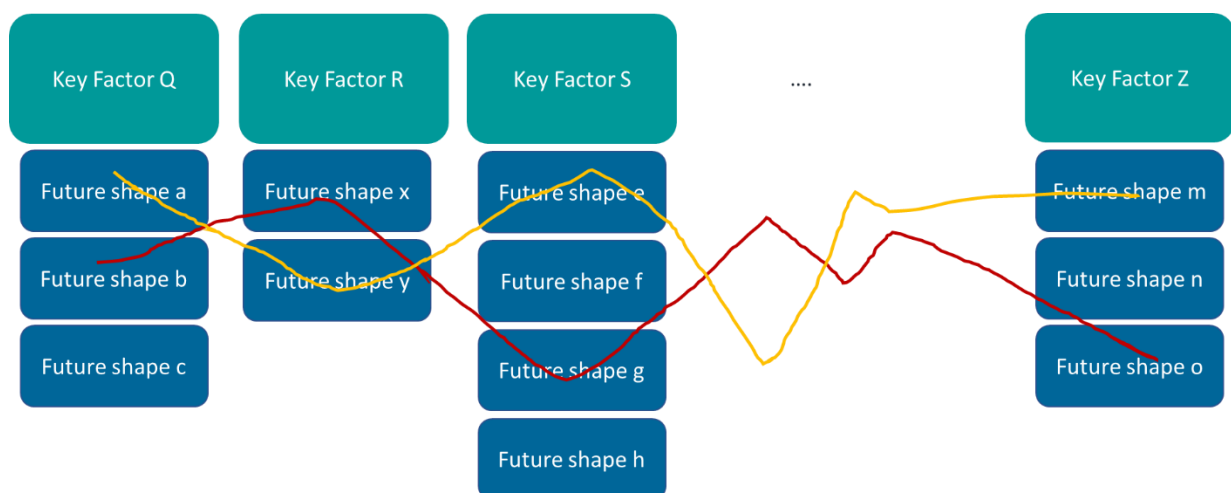 Key Factor Q
Key Factor R
Key Factor S
....
Key Factor Z
Future shape a
Future shape x
Future shape e
Future shape m
Future shape b
Future shape y
Future shape f
Future shape n
Future shape c
Future shape g
Future shape o
Future shape h